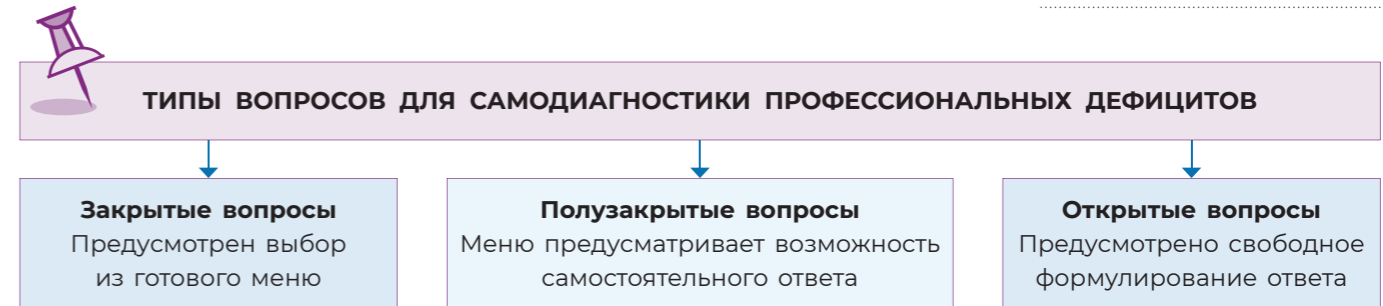 ТИПЫ ВОПРОСОВ ДЛЯ САМОДИАГНОСТИКИ ПРОФЕССИОНАЛЬНЫХ ДЕФИЦИТОВ
Закрытые вопросы
Предусмотрен выбор
из готового меню
Полузакрытые вопросы
Меню предусматривает возможность
самостоятельного ответа
Открытые вопросы
Предусмотрено свободное
формулирование ответа